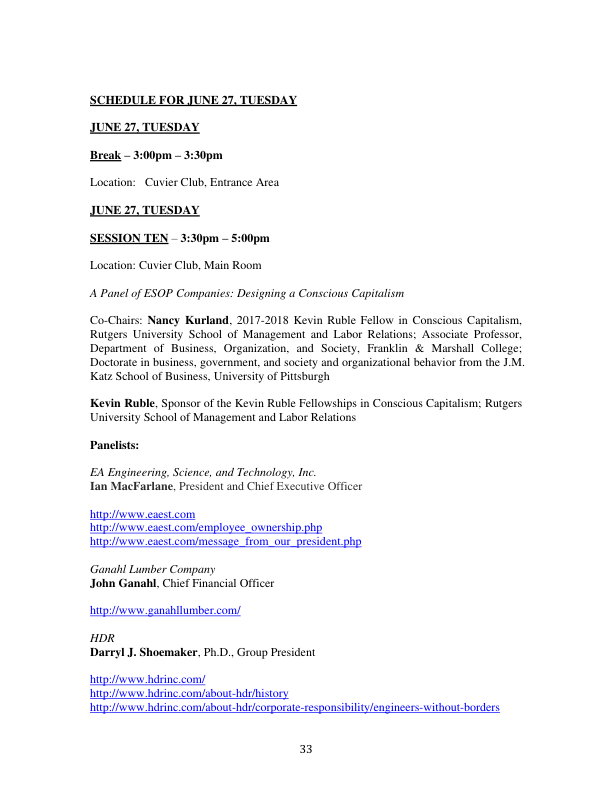 SCHEDULE FOR JUNE 27, TUESDAY
JUNE 27, TUESDAY
Break – 3:00pm – 3:30pm
Location:   Cuvier Club, Entrance Area
JUNE 27, TUESDAY
SESSION TEN – 3:30pm – 5:00pm
Location: Cuvier Club, Main Room
A Panel of ESOP Companies: Designing a Conscious Capitalism
Co-Chairs: Nancy Kurland, 2017-2018 Kevin Ruble Fellow in Conscious Capitalism,
Rutgers University School of Management and Labor Relations; Associate Professor,
Department of Business, Organization, and Society, Franklin & Marshall College;
Doctorate in business, government, and society and organizational behavior from the J.M.
Katz School of Business, University of Pittsburgh
Kevin Ruble, Sponsor of the Kevin Ruble Fellowships in Conscious Capitalism; Rutgers
University School of Management and Labor Relations
Panelists:
EA Engineering, Science, and Technology, Inc.
Ian MacFarlane, President and Chief Executive Officer
http://www.eaest.com
http://www.eaest.com/employee_ownership.php
http://www.eaest.com/message_from_our_president.php
Ganahl Lumber Company
John Ganahl, Chief Financial Officer
http://www.ganahllumber.com/
HDR
Darryl J. Shoemaker, Ph.D., Group President
http://www.hdrinc.com/
http://www.hdrinc.com/about-hdr/history
http://www.hdrinc.com/about-hdr/corporate-responsibility/engineers-without-borders
33